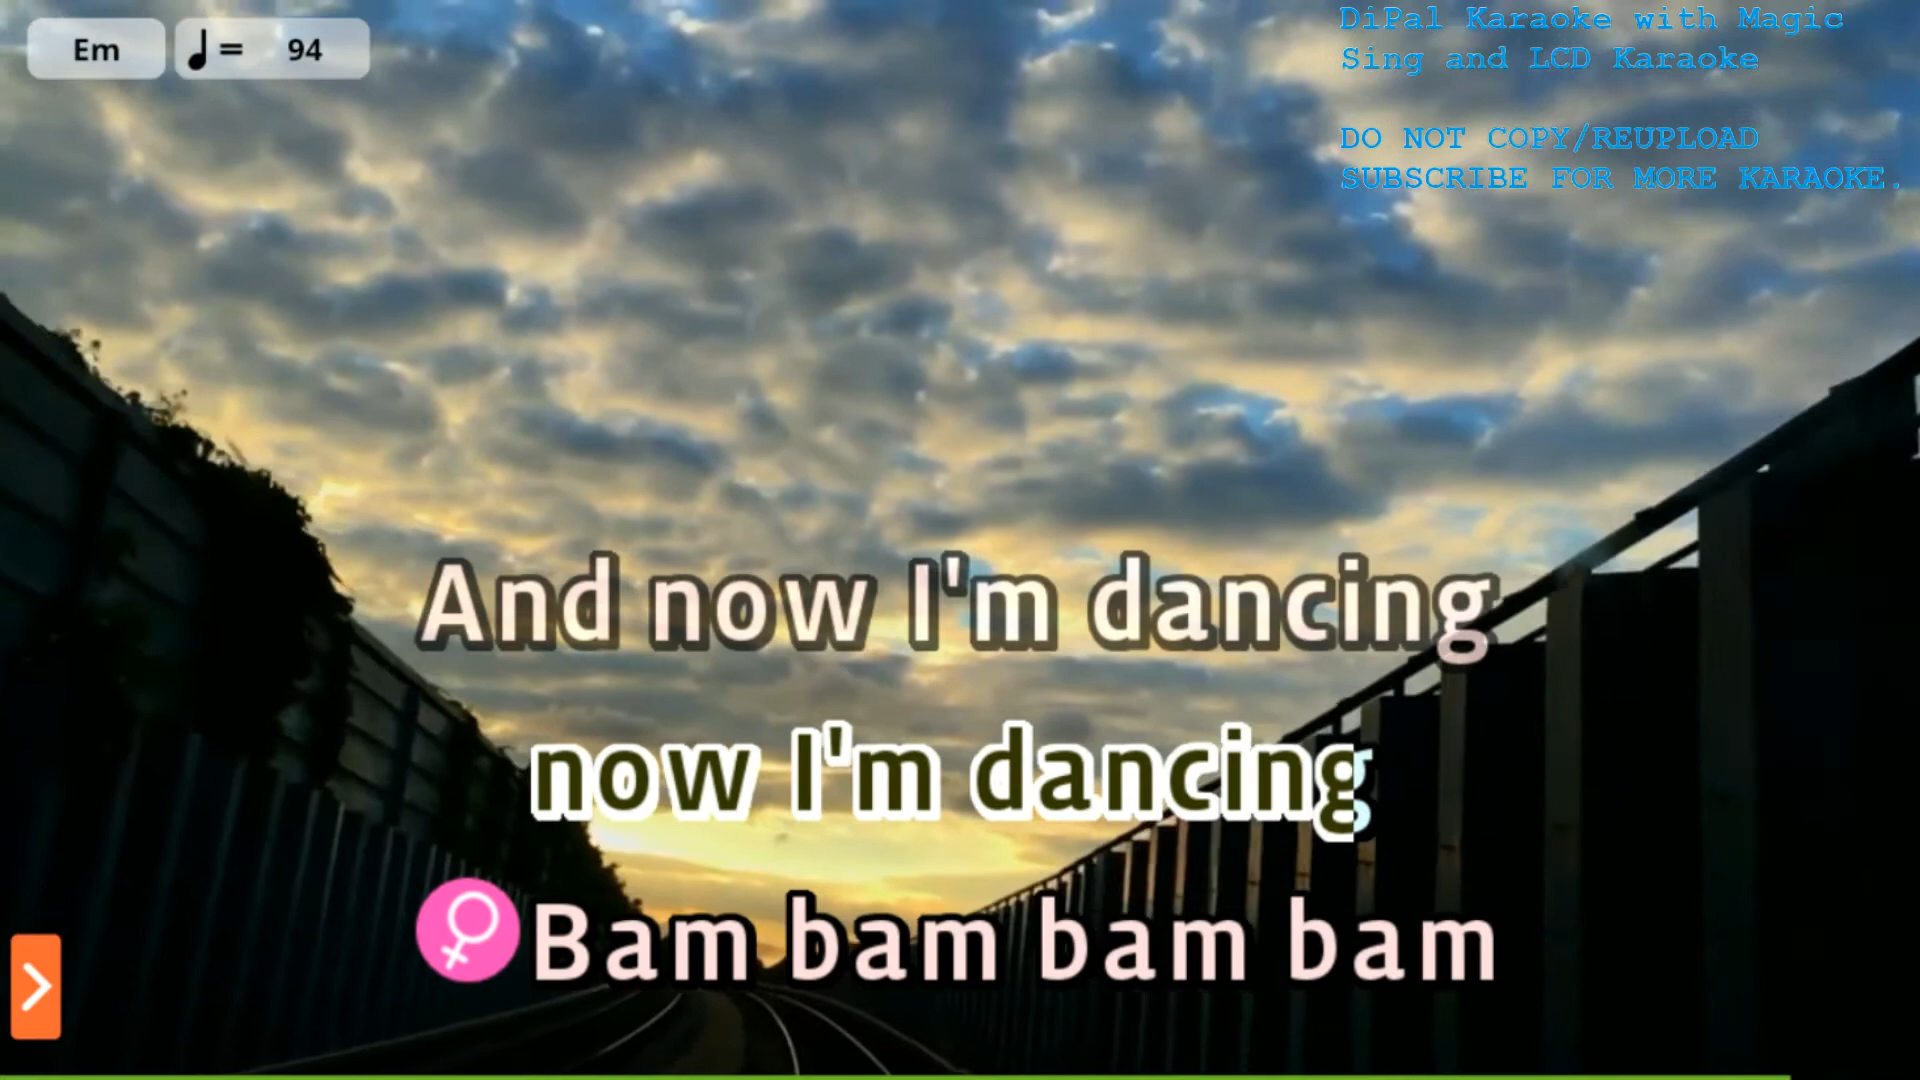 Em
♩ = 94
DiPal Karaoke with Magic
Sing and LCD Karaoke
DO NOT COPY/REUPLOAD
SUBSCRIBE FOR MORE KARAOKE.
And now I'm dancing
now I'm dancing
Bam bam bam bam